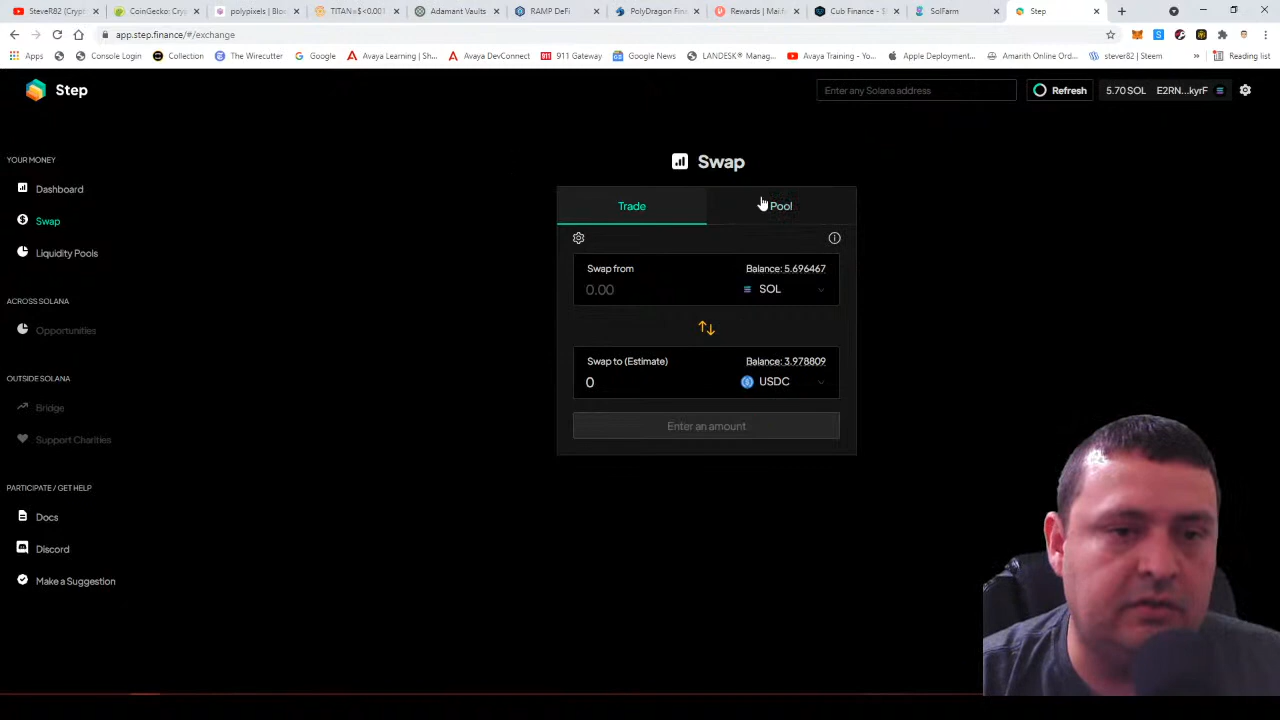 SteveR82 (Crypt
CoinGecko: Cry
polypixels | Blo
TITAN≈$<0.001
Adamant Vaults
RAMP DeFi
PolyDragon Fina
Rewards | Mai.f
Cub Finance - S
SolFarm
Step
app.step.finance/#/exchange
Apps
Console Login
Collection
The Wirecutter
Google
Avaya Learning | Sh...
Avaya DevConnect
911 Gateway
Google News
LANDESK® Manag...
Avaya Training - Yo...
Apple Deployment...
Amarith Online Ord...
stever82 | Steem
Reading list
Step
Enter any Solana address
Refresh
5.70 SOL E2RN...kyrF
YOUR MONEY
Dashboard
Swap
Liquidity Pools
ACROSS SOLANA
Opportunities
OUTSIDE SOLANA
Bridge
Support Charities
PARTICIPATE / GET HELP
Docs
Discord
Make a Suggestion
Swap
Trade
Pool
Swap from
Balance: 5.696467
0.00
SOL
Swap to (Estimate)
Balance: 3.978809
0
USDC
Enter an amount